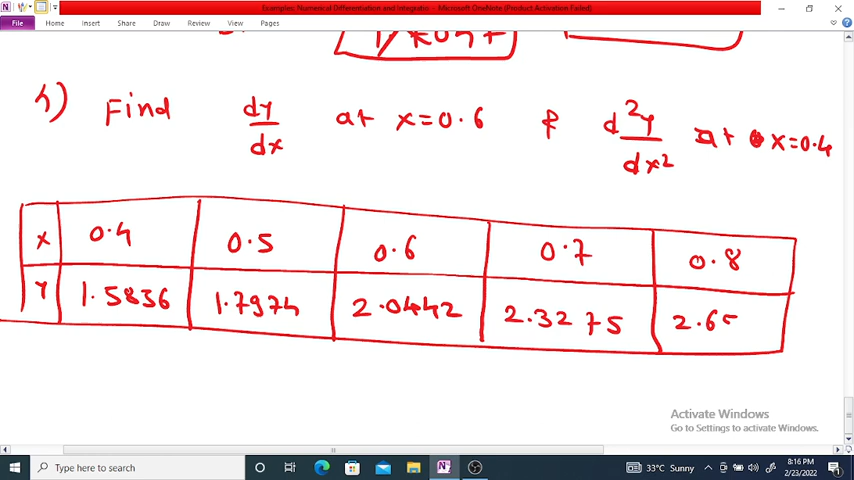 Examples: Numerical Differentiation and Integratio... - Microsoft OneNote (Product Activation Failed)
File Home Insert Share Draw Review View Pages
4) Find dy/dx at x=0.6 & d²y/dx² at x=0.4
x 0.4 0.5 0.6 0.7 0.8
y 1.5836 1.7974 2.0442 2.3275
Activate Windows
Go to Settings to activate Windows.
Type here to search
33°C Sunny
8:16 PM
2/23/2022